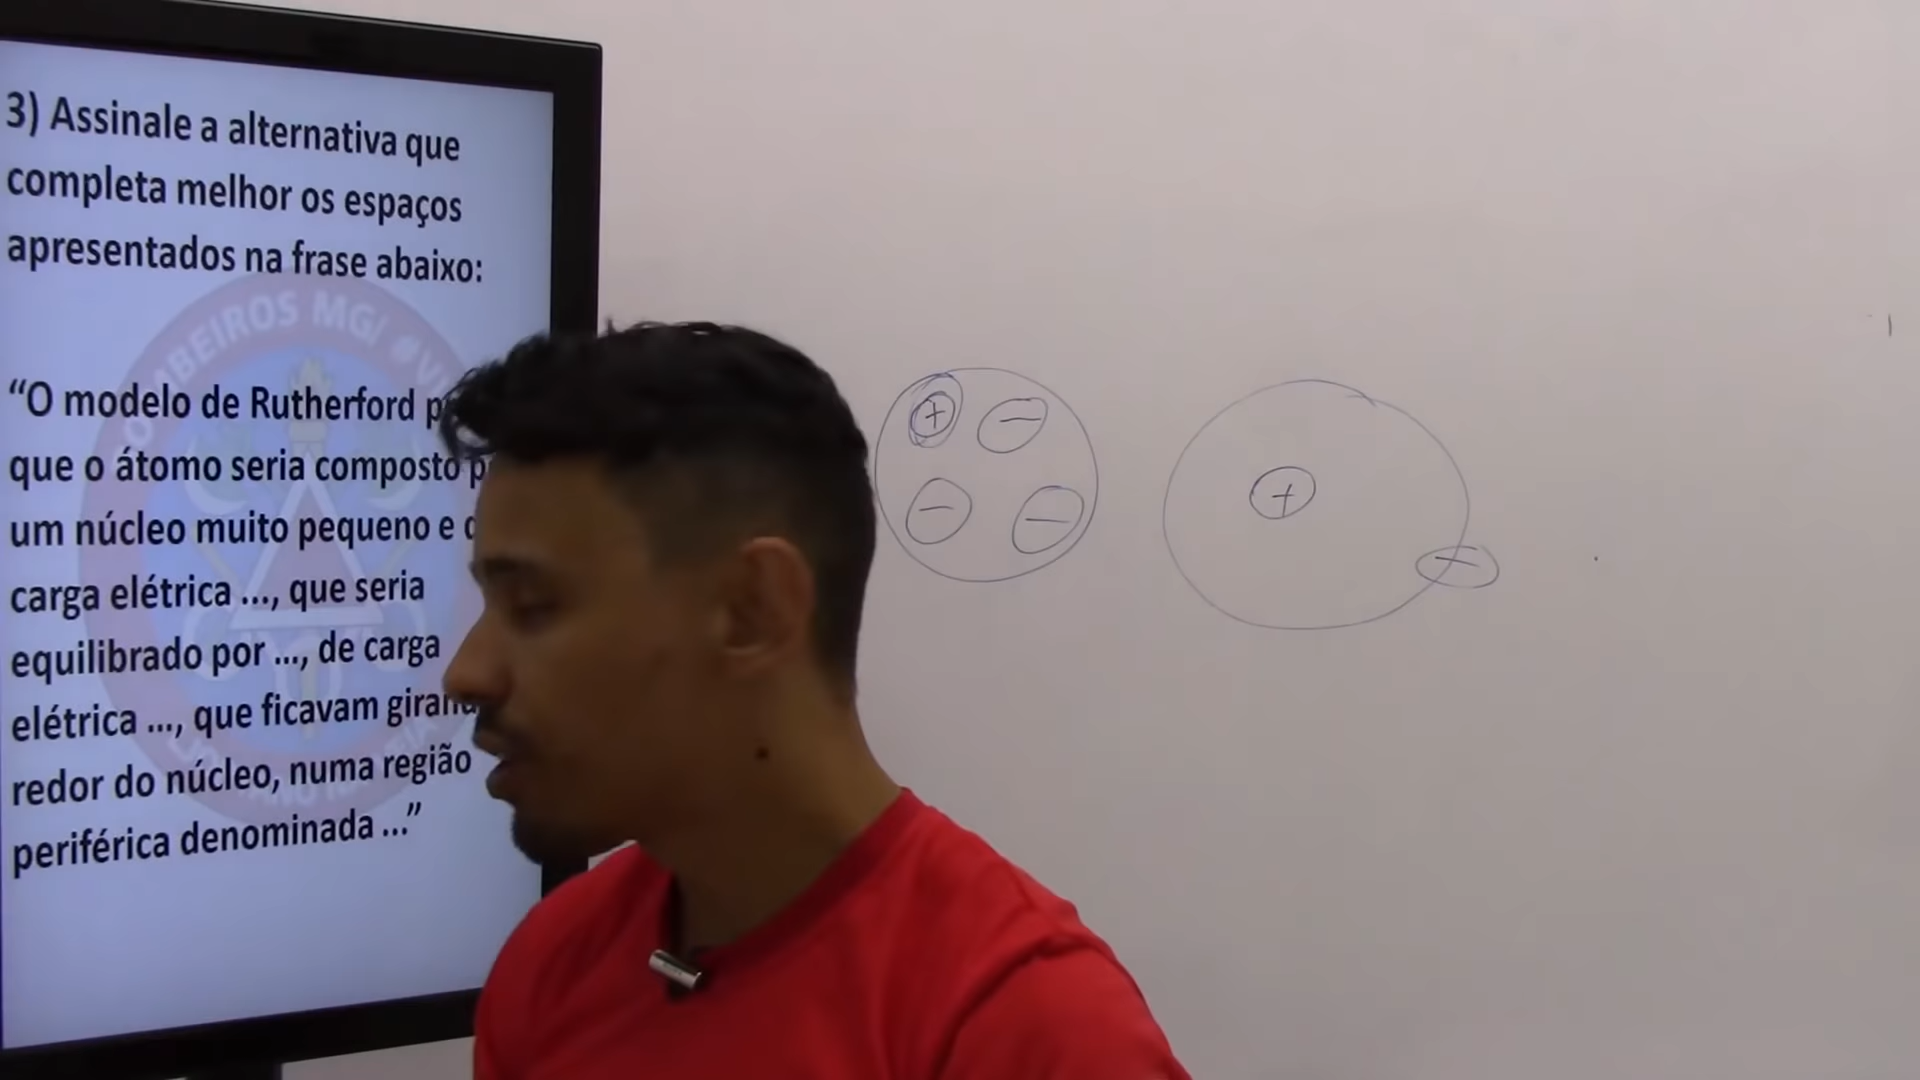 3) Assinale a alternativa que
completa melhor os espaços
apresentados na frase abaixo:
“O modelo de Rutherford
que o átomo seria composto
um núcleo muito pequeno e
carga elétrica ..., que seria
equilibrado por ..., de carga
elétrica ..., que ficavam
redor do núcleo, numa região
periférica denominada ...”
BOMBEIROS MG
+ −
− −
+
−